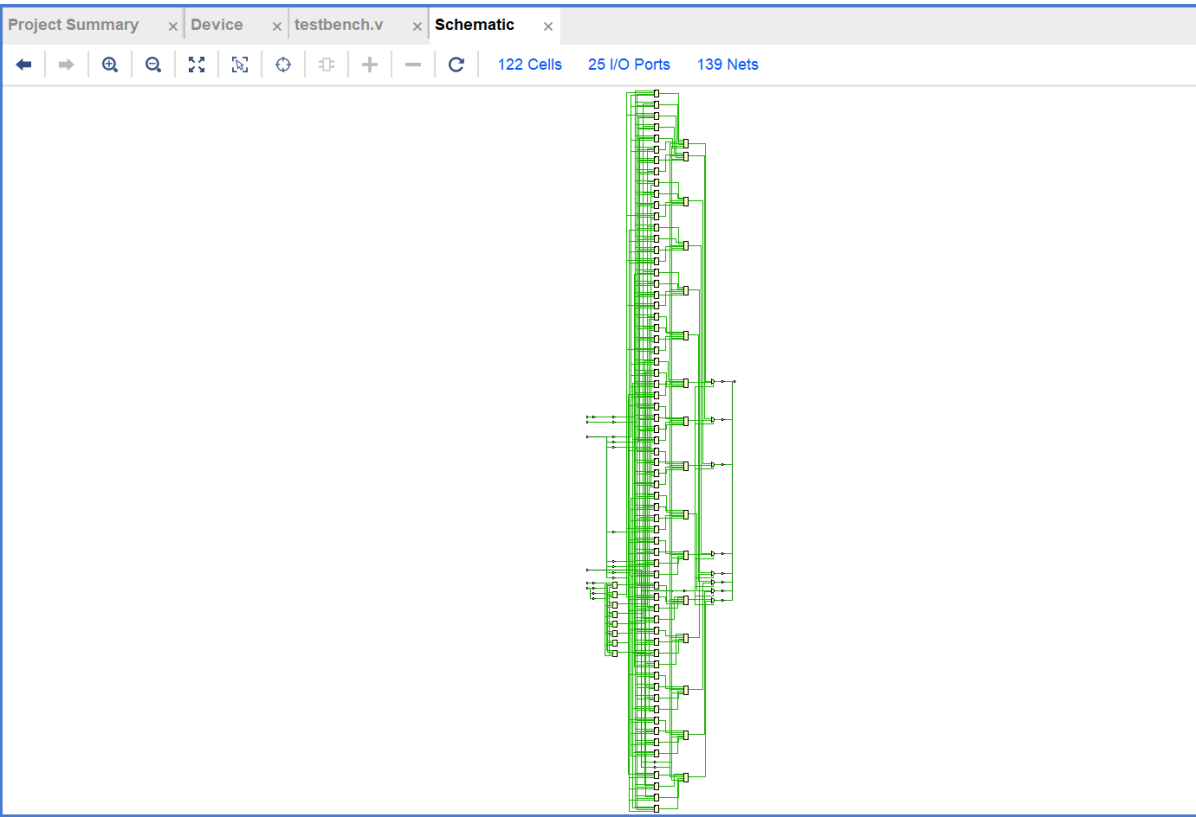 Project Summary × Device × testbench.v × Schematic ×
122 Cells 25 I/O Ports 139 Nets